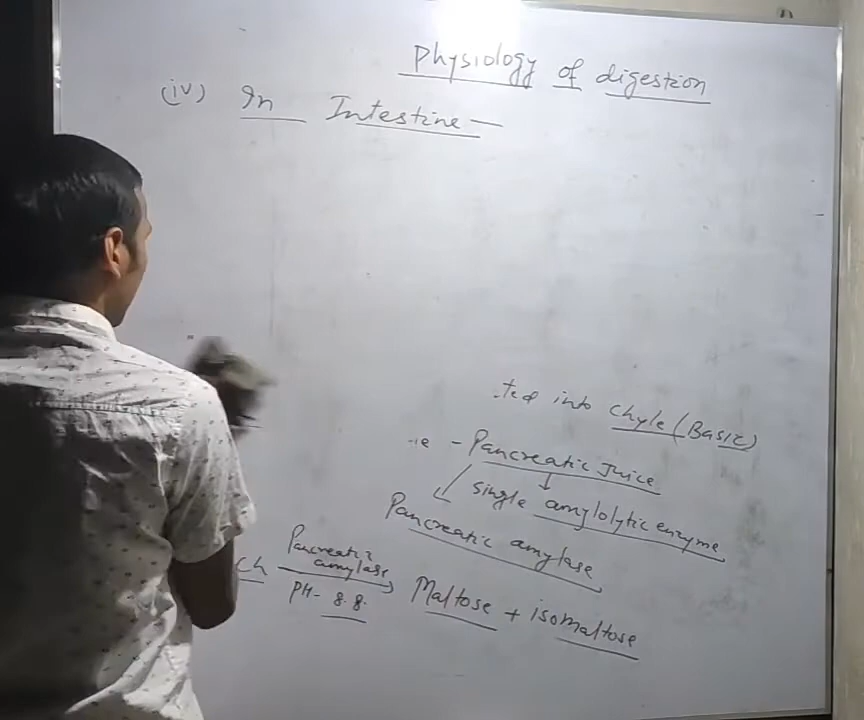 Physiology of digestion
(iv) In Intestine —
ted into Chyle (Basic)
- Pancreatic Juice
single amylolytic enzyme
Pancreatic amylase
ch Pancreatic amylase Maltose + isomaltose
PH- 8.8.